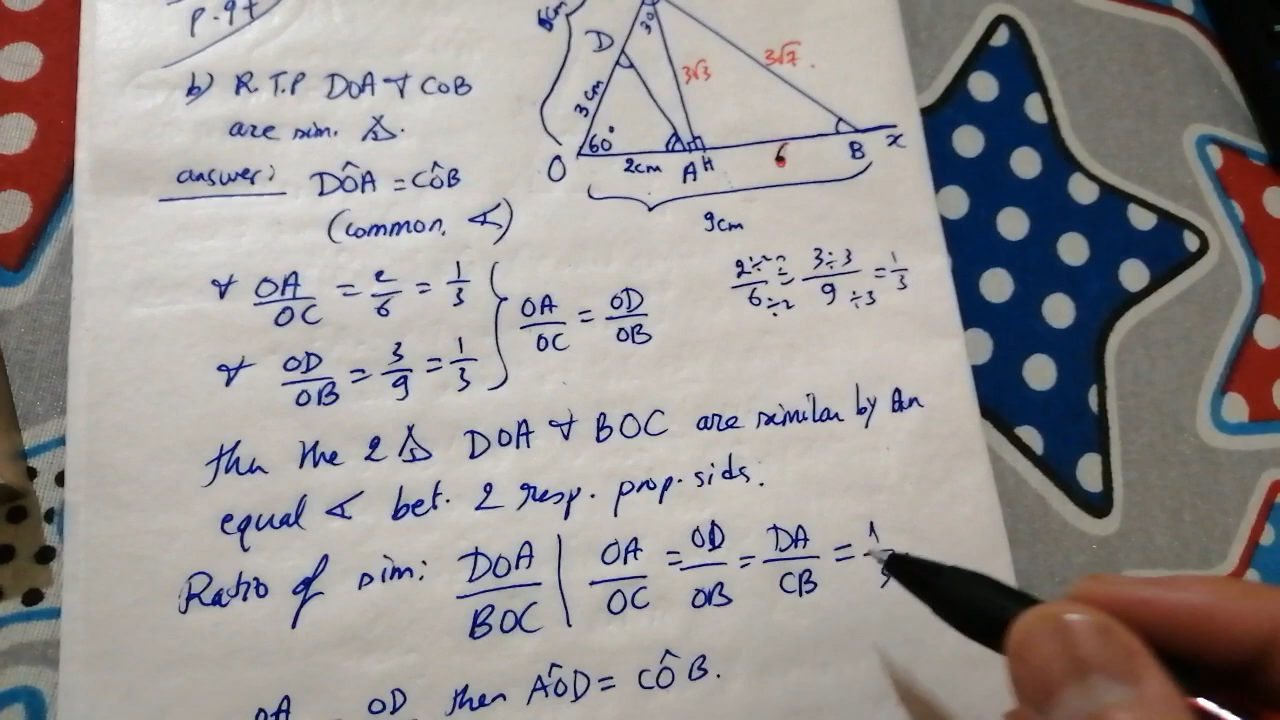 p.97
b) R.T.P DOA & COB
are sim. △s.
answer: DÔA = CÔB
(common ∢)
& OA/OC = 2/6 = 1/3
& OD/OB = 3/9 = 1/3
OA/OC = OD/OB
then the 2 △s DOA & BOC are similar by an
equal ∢ bet. 2 resp. prop. sids.
Ratio of sim: DOA/BOC | OA/OC = OD/OB = DA/CB = 1/3
OA OD then AÔD = CÔB.
6cm
D
30
3√3
3√7.
3cm
60°
O 2cm A H 6 B x
9cm
2÷2/6÷2 = 3÷3/9÷3 = 1/3